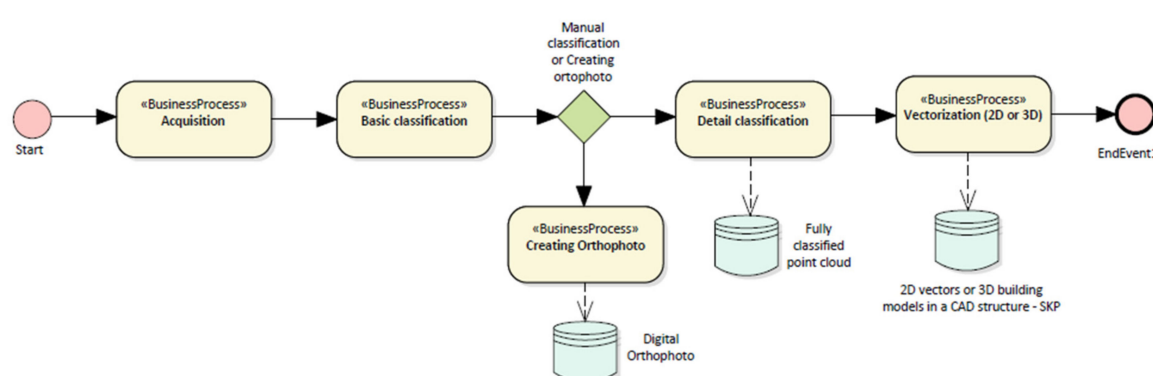 Manual
classification
or Creating
ortophoto
«BusinessProcess»
Acquisition
«BusinessProcess»
Basic classification
«BusinessProcess»
Detail classification
«BusinessProcess»
Vectorization (2D or 3D)
Start
EndEvent1
«BusinessProcess»
Creating Orthophoto
Fully
classified
point cloud
2D vectors or 3D building
models in a CAD structure - SKP
Digital
Orthophoto